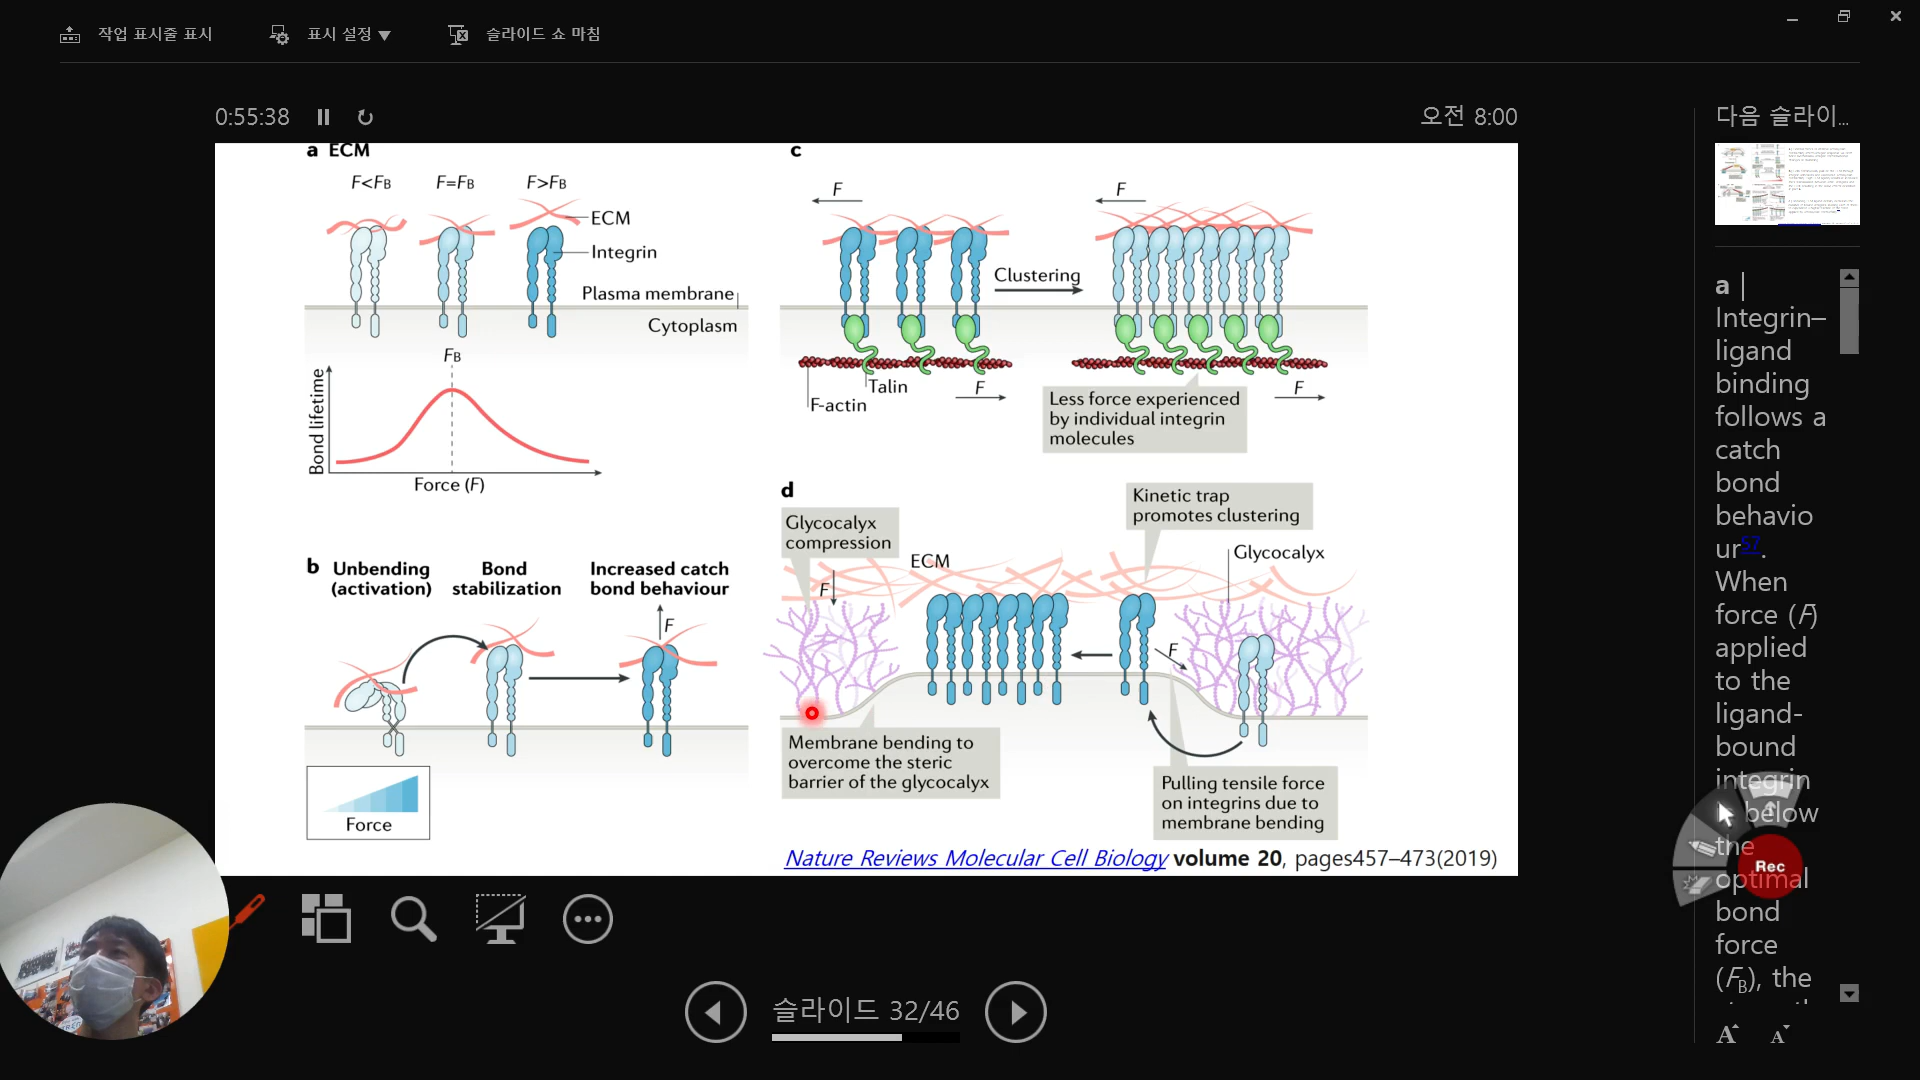 작업 표시줄 표시
표시 설정 ▼
슬라이드 쇼 마침
0:55:38
오전 8:00
다음 슬라이...
a ECM
F<FB
F=FB
F>FB
ECM
Integrin
Plasma membrane
Cytoplasm
FB
Bond lifetime
Force (F)
b
Unbending
(activation)
Bond
stabilization
Increased catch
bond behaviour
F
Force
c
F
F
Clustering
Talin
F-actin
F
F
Less force experienced
by individual integrin
molecules
d
Glycocalyx
compression
F
ECM
Kinetic trap
promotes clustering
Glycocalyx
F
Membrane bending to
overcome the steric
barrier of the glycocalyx
Pulling tensile force
on integrins due to
membrane bending
Nature Reviews Molecular Cell Biology volume 20, pages457–473(2019)
a |
Integrin–
ligand
binding
follows a
catch
bond
behavio
ur57.
When
force (F)
applied
to the
ligand-
bound
integrin
below
the
optimal
bond
force
(FB), the
Rec
슬라이드 32/46
A A